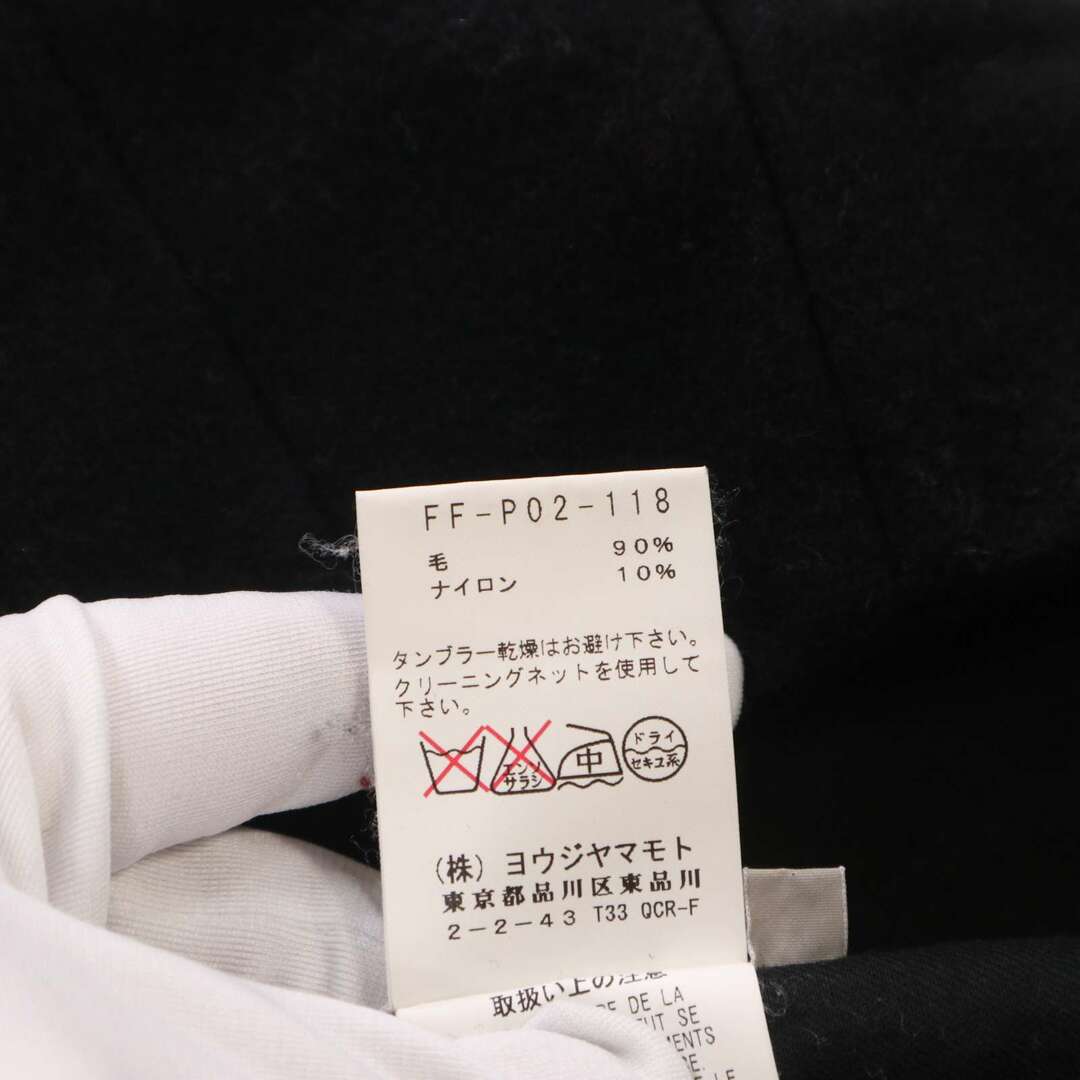 FF-P02-118
毛 90%
ナイロン 10%
タンブラー乾燥はお避け下さい。
クリーニングネットを使用して
下さい。
エンソ
サラシ
中
ドライ
セキユ系
(株) ヨウジヤマモト
東京都品川区東品川
2-2-43 T33 QCR-F
取扱い上の注意
DE LA
SE